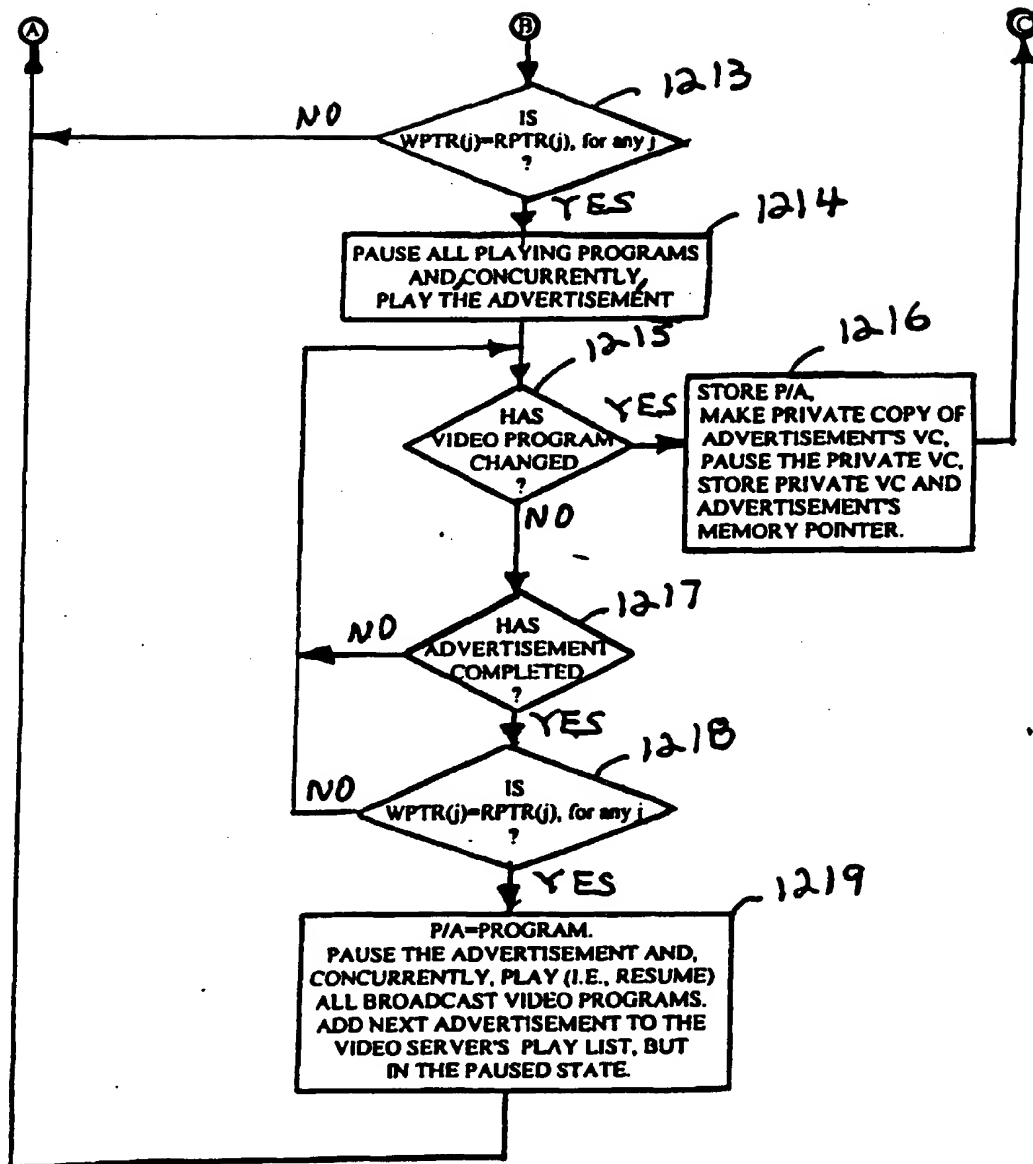 A
B
C
1213
NO
IS
WPTR(j)=RPTR(j), for any j
?
YES
1214
PAUSE ALL PLAYING PROGRAMS
AND,CONCURRENTLY,
PLAY THE ADVERTISEMENT
1215
1216
HAS
VIDEO PROGRAM
CHANGED
?
YES
STORE P/A,
MAKE PRIVATE COPY OF
ADVERTISEMENT'S VC,
PAUSE THE PRIVATE VC,
STORE PRIVATE VC AND
ADVERTISEMENT'S
MEMORY POINTER.
NO
1217
NO
HAS
ADVERTISEMENT
COMPLETED
?
YES
1218
NO
IS
WPTR(j)=RPTR(j), for any j
?
YES
1219
P/A=PROGRAM.
PAUSE THE ADVERTISEMENT AND,
CONCURRENTLY, PLAY (I.E., RESUME)
ALL BROADCAST VIDEO PROGRAMS.
ADD NEXT ADVERTISEMENT TO THE
VIDEO SERVER'S PLAY LIST, BUT
IN THE PAUSED STATE.